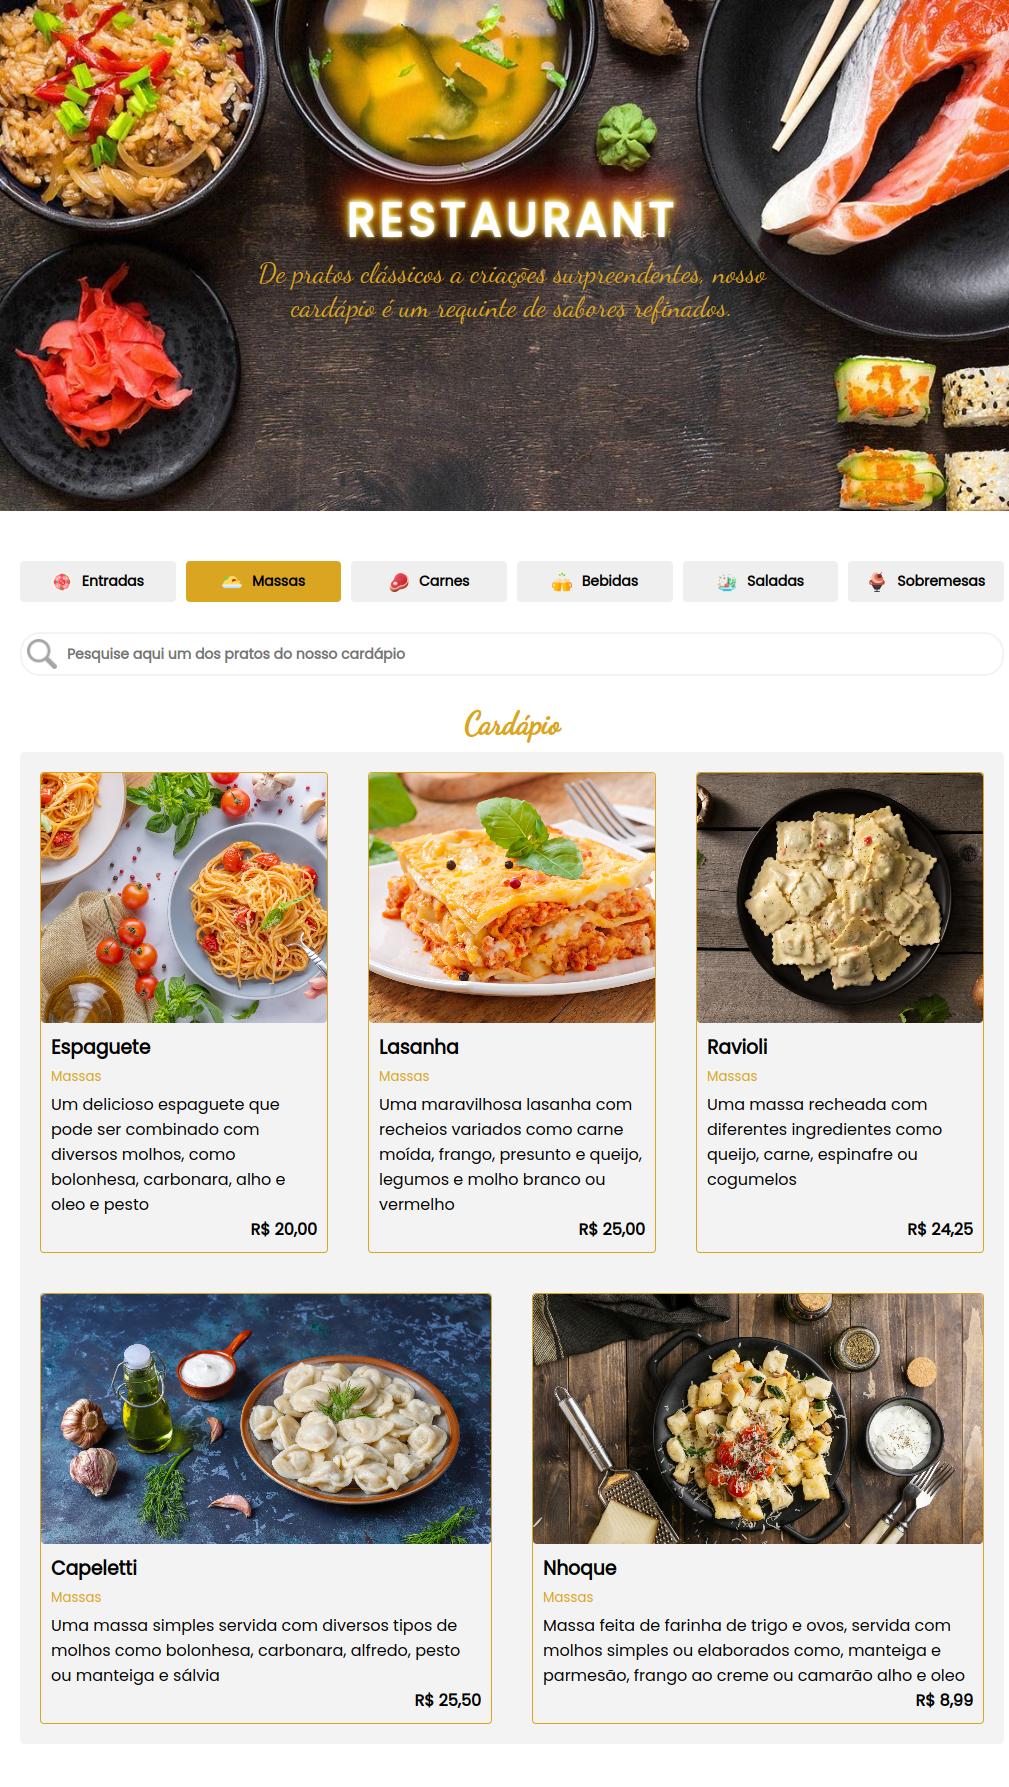 RESTAURANT
De pratos clássicos a criações surpreendentes, nosso
cardápio é um requinte de sabores refinados.
Entradas
Massas
Carnes
Bebidas
Saladas
Sobremesas
Pesquise aqui um dos pratos do nosso cardápio
Cardápio
Espaguete
Massas
Um delicioso espaguete que
pode ser combinado com
diversos molhos, como
bolonhesa, carbonara, alho e
oleo e pesto
R$ 20,00
Lasanha
Massas
Uma maravilhosa lasanha com
recheios variados como carne
moída, frango, presunto e queijo,
legumos e molho branco ou
vermelho
R$ 25,00
Ravioli
Massas
Uma massa recheada com
diferentes ingredientes como
queijo, carne, espinafre ou
cogumelos
R$ 24,25
Capeletti
Massas
Uma massa simples servida com diversos tipos de
molhos como bolonhesa, carbonara, alfredo, pesto
ou manteiga e sálvia
R$ 25,50
Nhoque
Massas
Massa feita de farinha de trigo e ovos, servida com
molhos simples ou elaborados como, manteiga e
parmesão, frango ao creme ou camarão alho e oleo
R$ 8,99